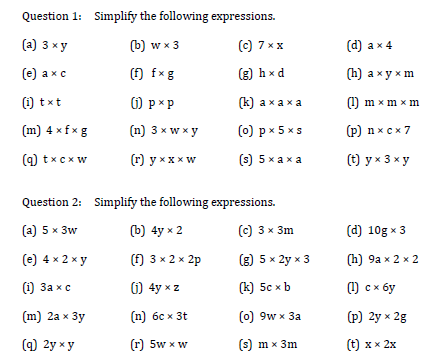 Question 1: Simplify the following expressions.
(a) 3 × y (b) w × 3 (c) 7 × x (d) a × 4
(e) a × c (f) f × g (g) h × d (h) a × y × m
(i) t × t (j) p × p (k) a × a × a (l) m × m × m
(m) 4 × f × g (n) 3 × w × y (o) p × 5 × s (p) n × c × 7
(q) t × c × w (r) y × x × w (s) 5 × a × a (t) y × 3 × y
Question 2: Simplify the following expressions.
(a) 5 × 3w (b) 4y × 2 (c) 3 × 3m (d) 10g × 3
(e) 4 × 2 × y (f) 3 × 2 × 2p (g) 5 × 2y × 3 (h) 9a × 2 × 2
(i) 3a × c (j) 4y × z (k) 5c × b (l) c × 6y
(m) 2a × 3y (n) 6c × 3t (o) 9w × 3a (p) 2y × 2g
(q) 2y × y (r) 5w × w (s) m × 3m (t) x × 2x